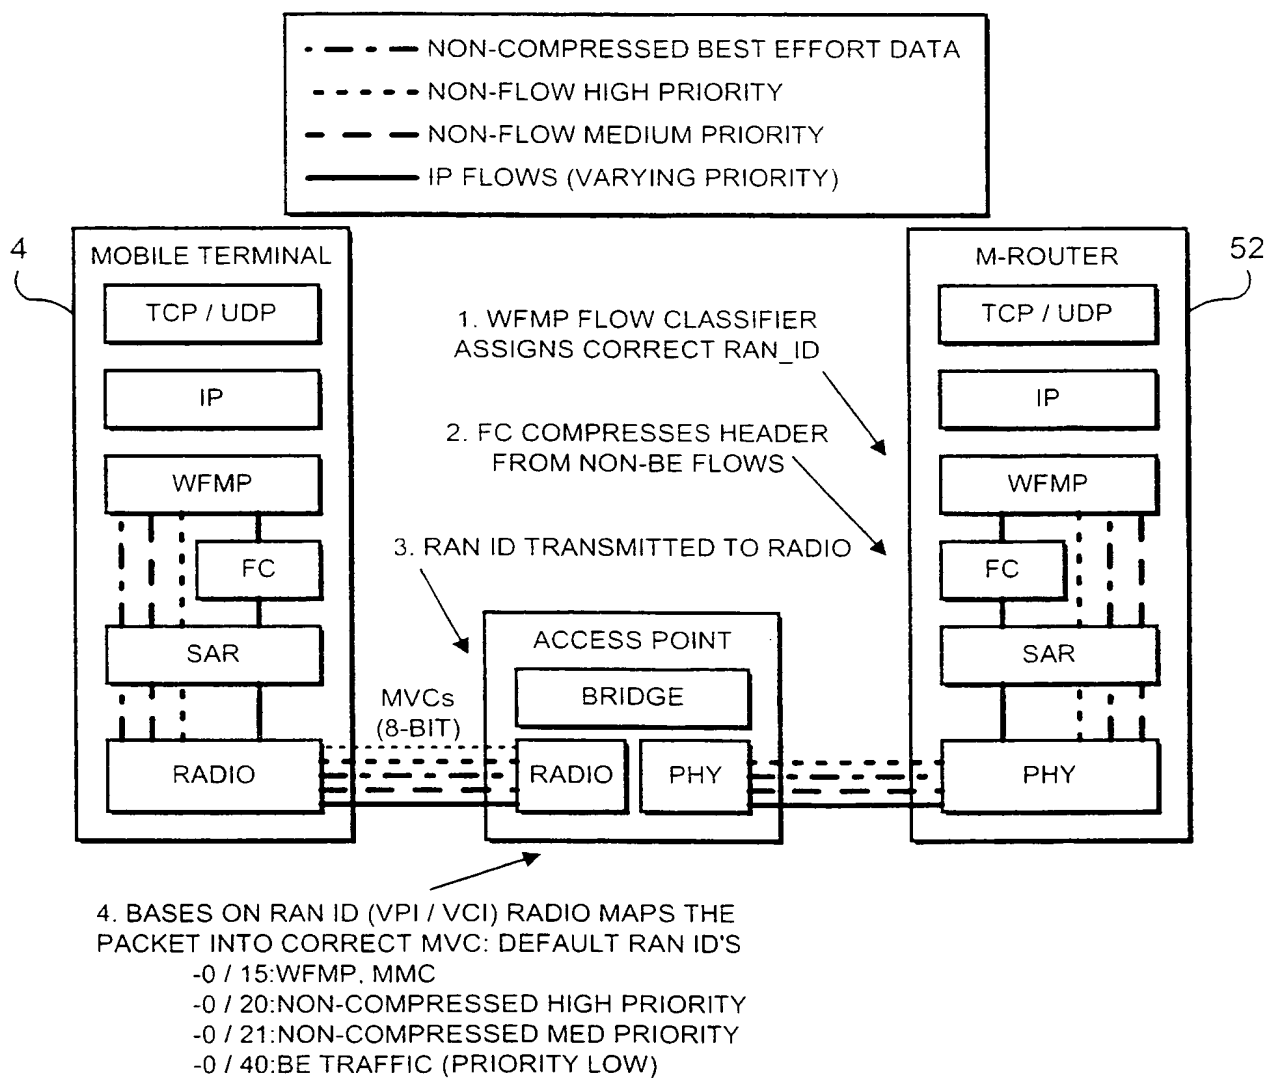 NON-COMPRESSED BEST EFFORT DATA
NON-FLOW HIGH PRIORITY
NON-FLOW MEDIUM PRIORITY
IP FLOWS (VARYING PRIORITY)
4
MOBILE TERMINAL
TCP / UDP
IP
WFMP
FC
SAR
RADIO
1. WFMP FLOW CLASSIFIER
ASSIGNS CORRECT RAN_ID
2. FC COMPRESSES HEADER
FROM NON-BE FLOWS
3. RAN ID TRANSMITTED TO RADIO
MVCs
(8-BIT)
ACCESS POINT
BRIDGE
RADIO
PHY
52
M-ROUTER
TCP / UDP
IP
WFMP
FC
SAR
PHY
4. BASES ON RAN ID (VPI / VCI) RADIO MAPS THE
PACKET INTO CORRECT MVC: DEFAULT RAN ID'S
-0 / 15:WFMP, MMC
-0 / 20:NON-COMPRESSED HIGH PRIORITY
-0 / 21:NON-COMPRESSED MED PRIORITY
-0 / 40:BE TRAFFIC (PRIORITY LOW)